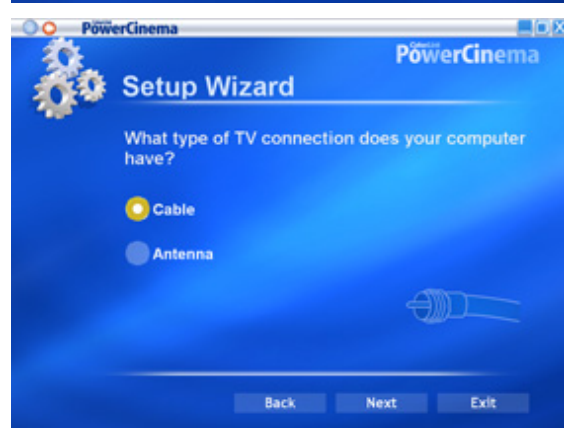 PowerCinema
PowerCinema
Setup Wizard
What type of TV connection does your computer
have?
Cable
Antenna
Back Next Exit